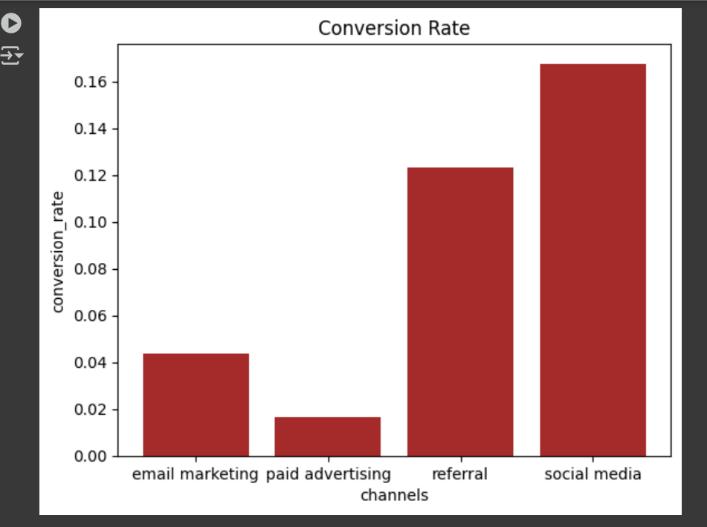 Conversion Rate
conversion_rate
0.16
0.14
0.12
0.10
0.08
0.06
0.04
0.02
0.00
email marketing paid advertising referral social media
channels